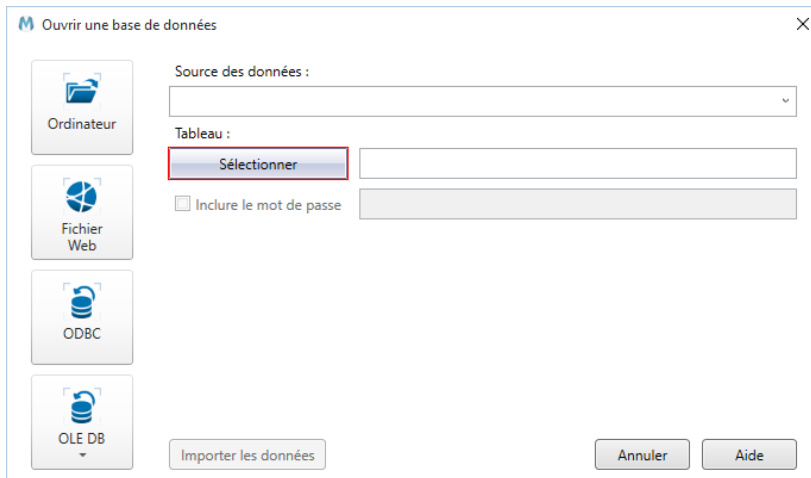 Ouvrir une base de données
Ordinateur
Fichier
Web
ODBC
OLE DB
Source des données :
Tableau :
Sélectionner
Inclure le mot de passe
Importer les données
Annuler
Aide